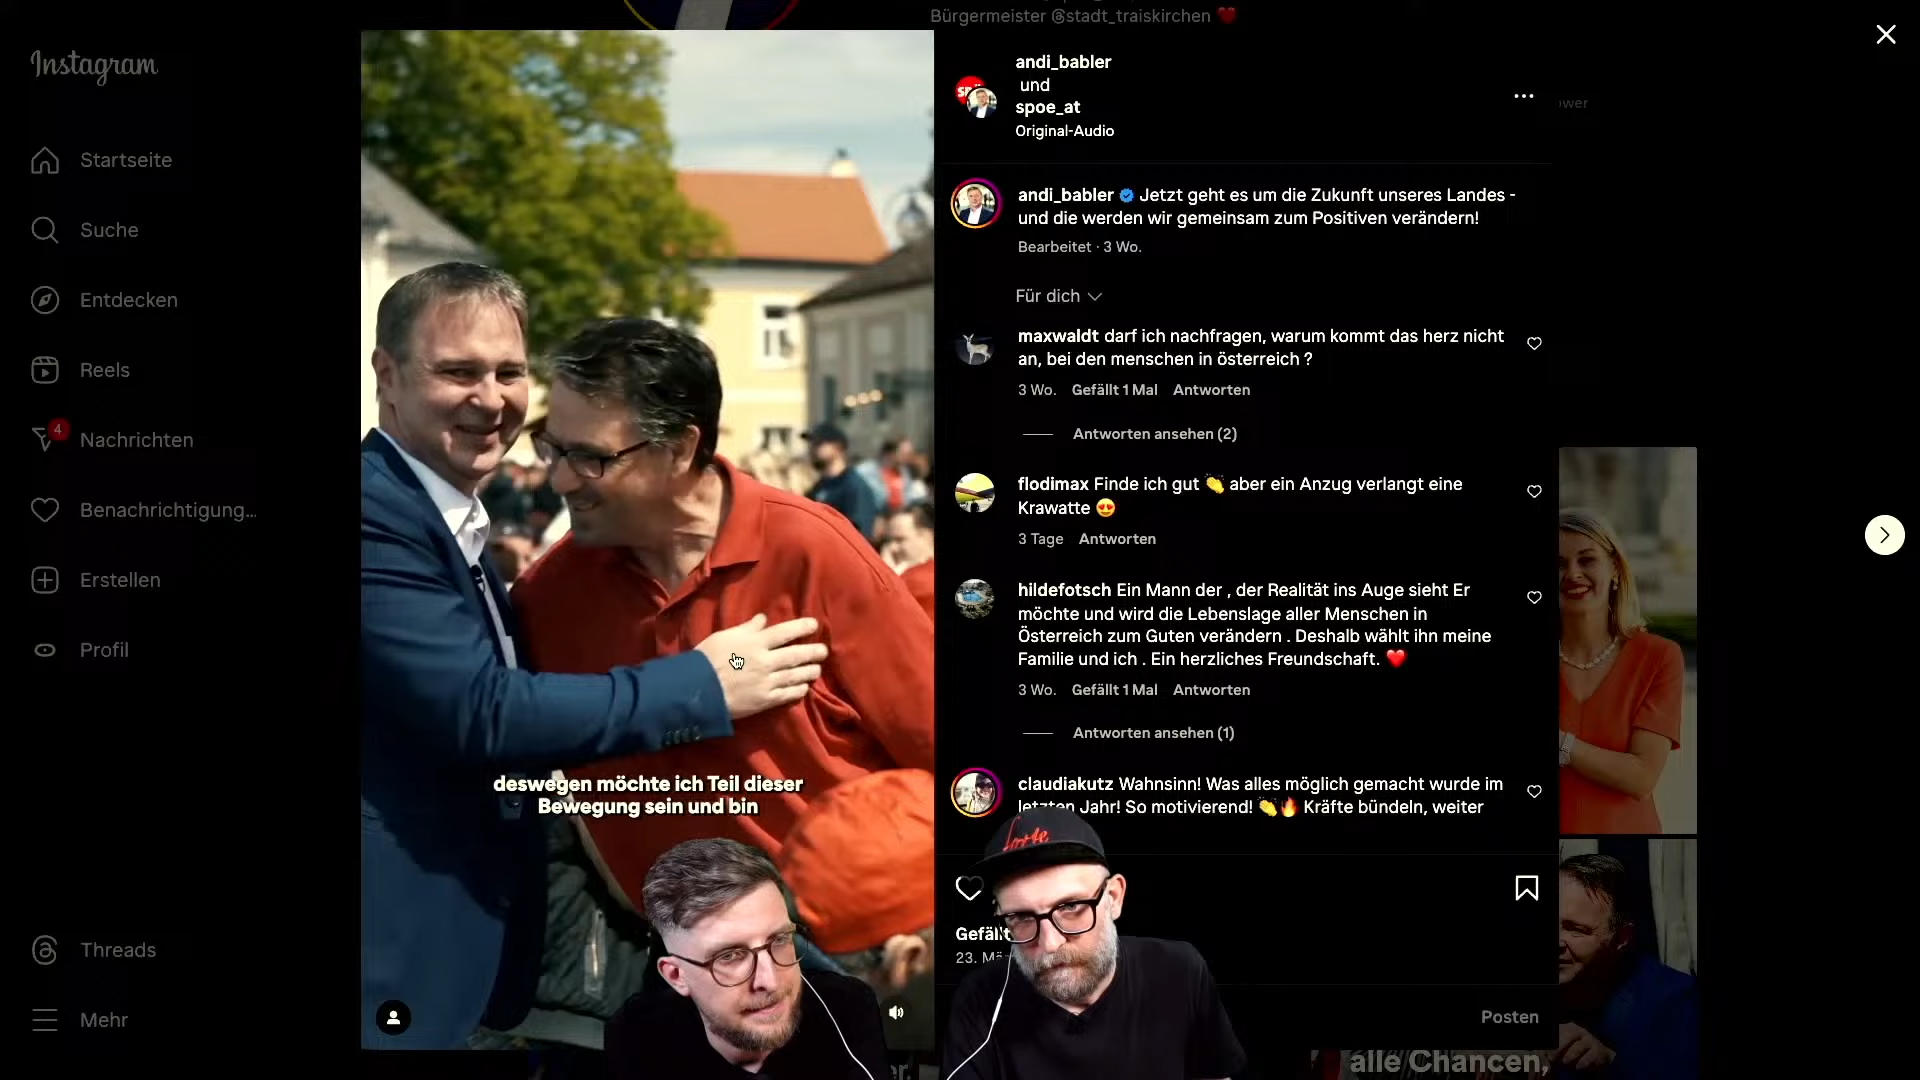 Bürgermeister @stadt_traiskirchen
Instagram
Startseite
Suche
Entdecken
Reels
4
Nachrichten
Benachrichtigung...
Erstellen
Profil
Threads
Mehr
deswegen möchte ich Teil dieser
Bewegung sein und bin
andi_babler
und
spoe_at
Original-Audio
andi_babler Jetzt geht es um die Zukunft unseres Landes -
und die werden wir gemeinsam zum Positiven verändern!
Bearbeitet · 3 Wo.
Für dich
maxwaldt darf ich nachfragen, warum kommt das herz nicht
an, bei den menschen in österreich ?
3 Wo. Gefällt 1 Mal Antworten
Antworten ansehen (2)
flodimax Finde ich gut 👏 aber ein Anzug verlangt eine
Krawatte 😍
3 Tage Antworten
hildefotsch Ein Mann der , der Realität ins Auge sieht Er
möchte und wird die Lebenslage aller Menschen in
Österreich zum Guten verändern . Deshalb wählt ihn meine
Familie und ich . Ein herzliches Freundschaft. ❤️
3 Wo. Gefällt 1 Mal Antworten
Antworten ansehen (1)
claudiakutz Wahnsinn! Was alles möglich gemacht wurde im
letzten Jahr! So motivierend! 👏🔥 Kräfte bündeln, weiter
Gefällt
23.
Posten
alle Chancen,